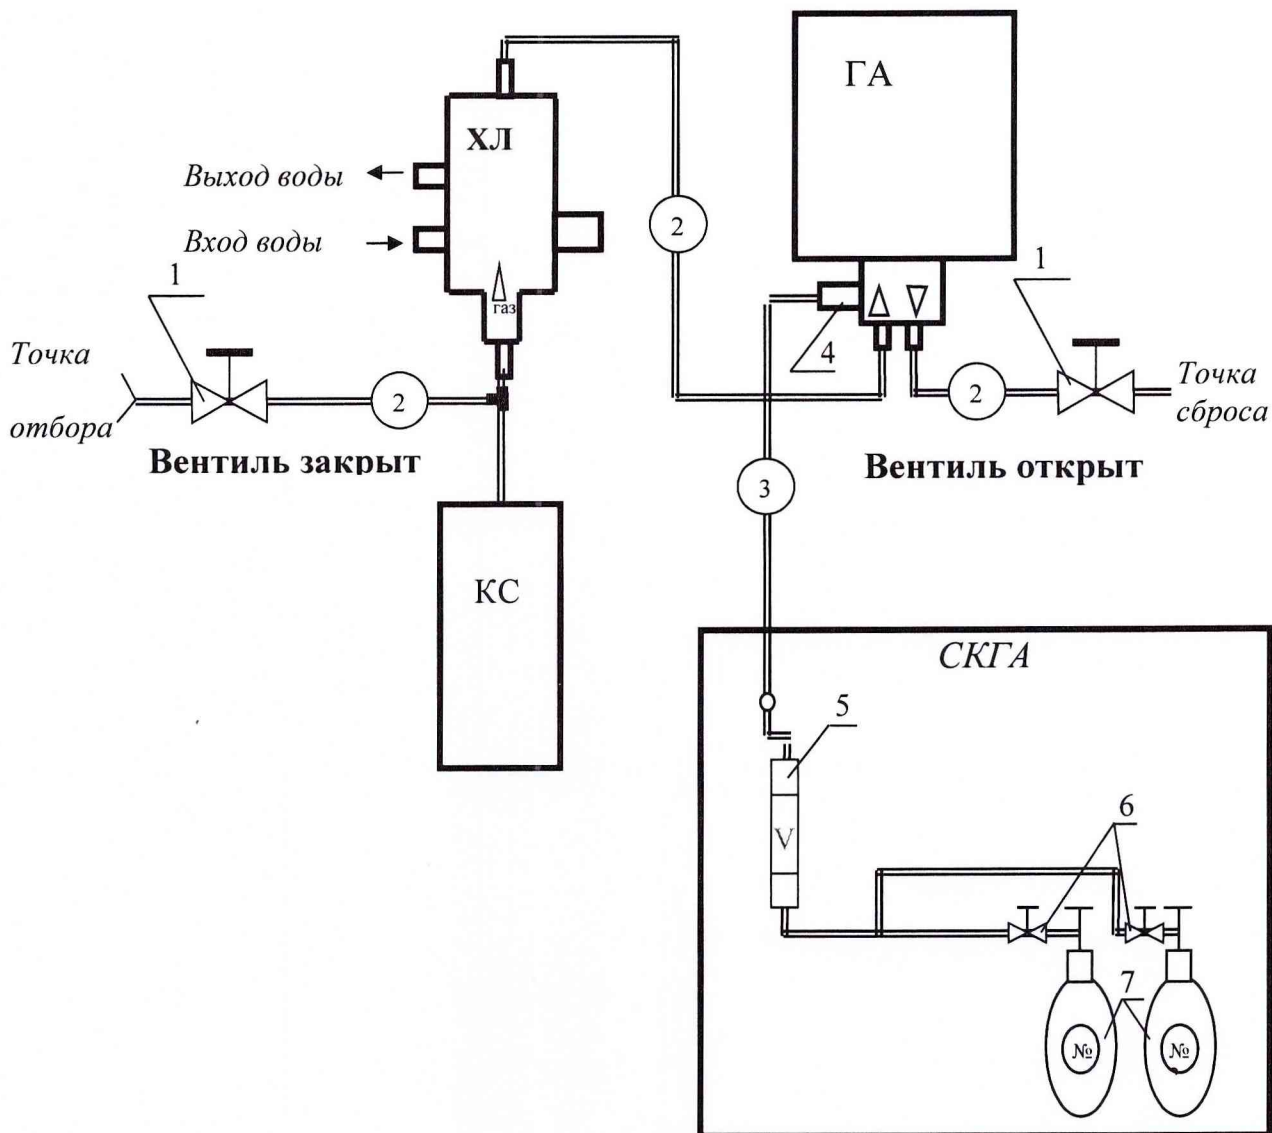 ГА
ХЛ
Выход воды
2
Вход воды
1
1
газ
4
Точка
отбора
2
2
Точка
сброса
Вентиль закрыт
Вентиль открыт
3
КС
СКГА
5
V
6
7
№
№